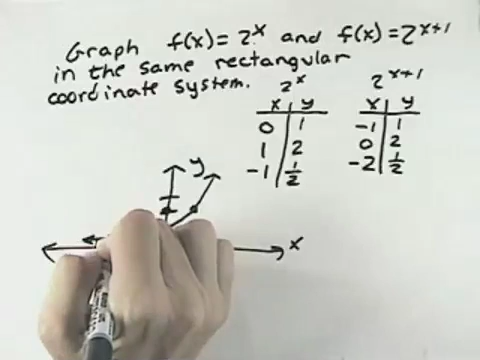 Graph f(x) = 2^x and f(x) = 2^{x+1}
in the same rectangular
coordinate system.
2^x 2^{x+1}
x y x y
0 1 -1 1
1 2 0 2
-1 1/2 -2 1/2
y
x